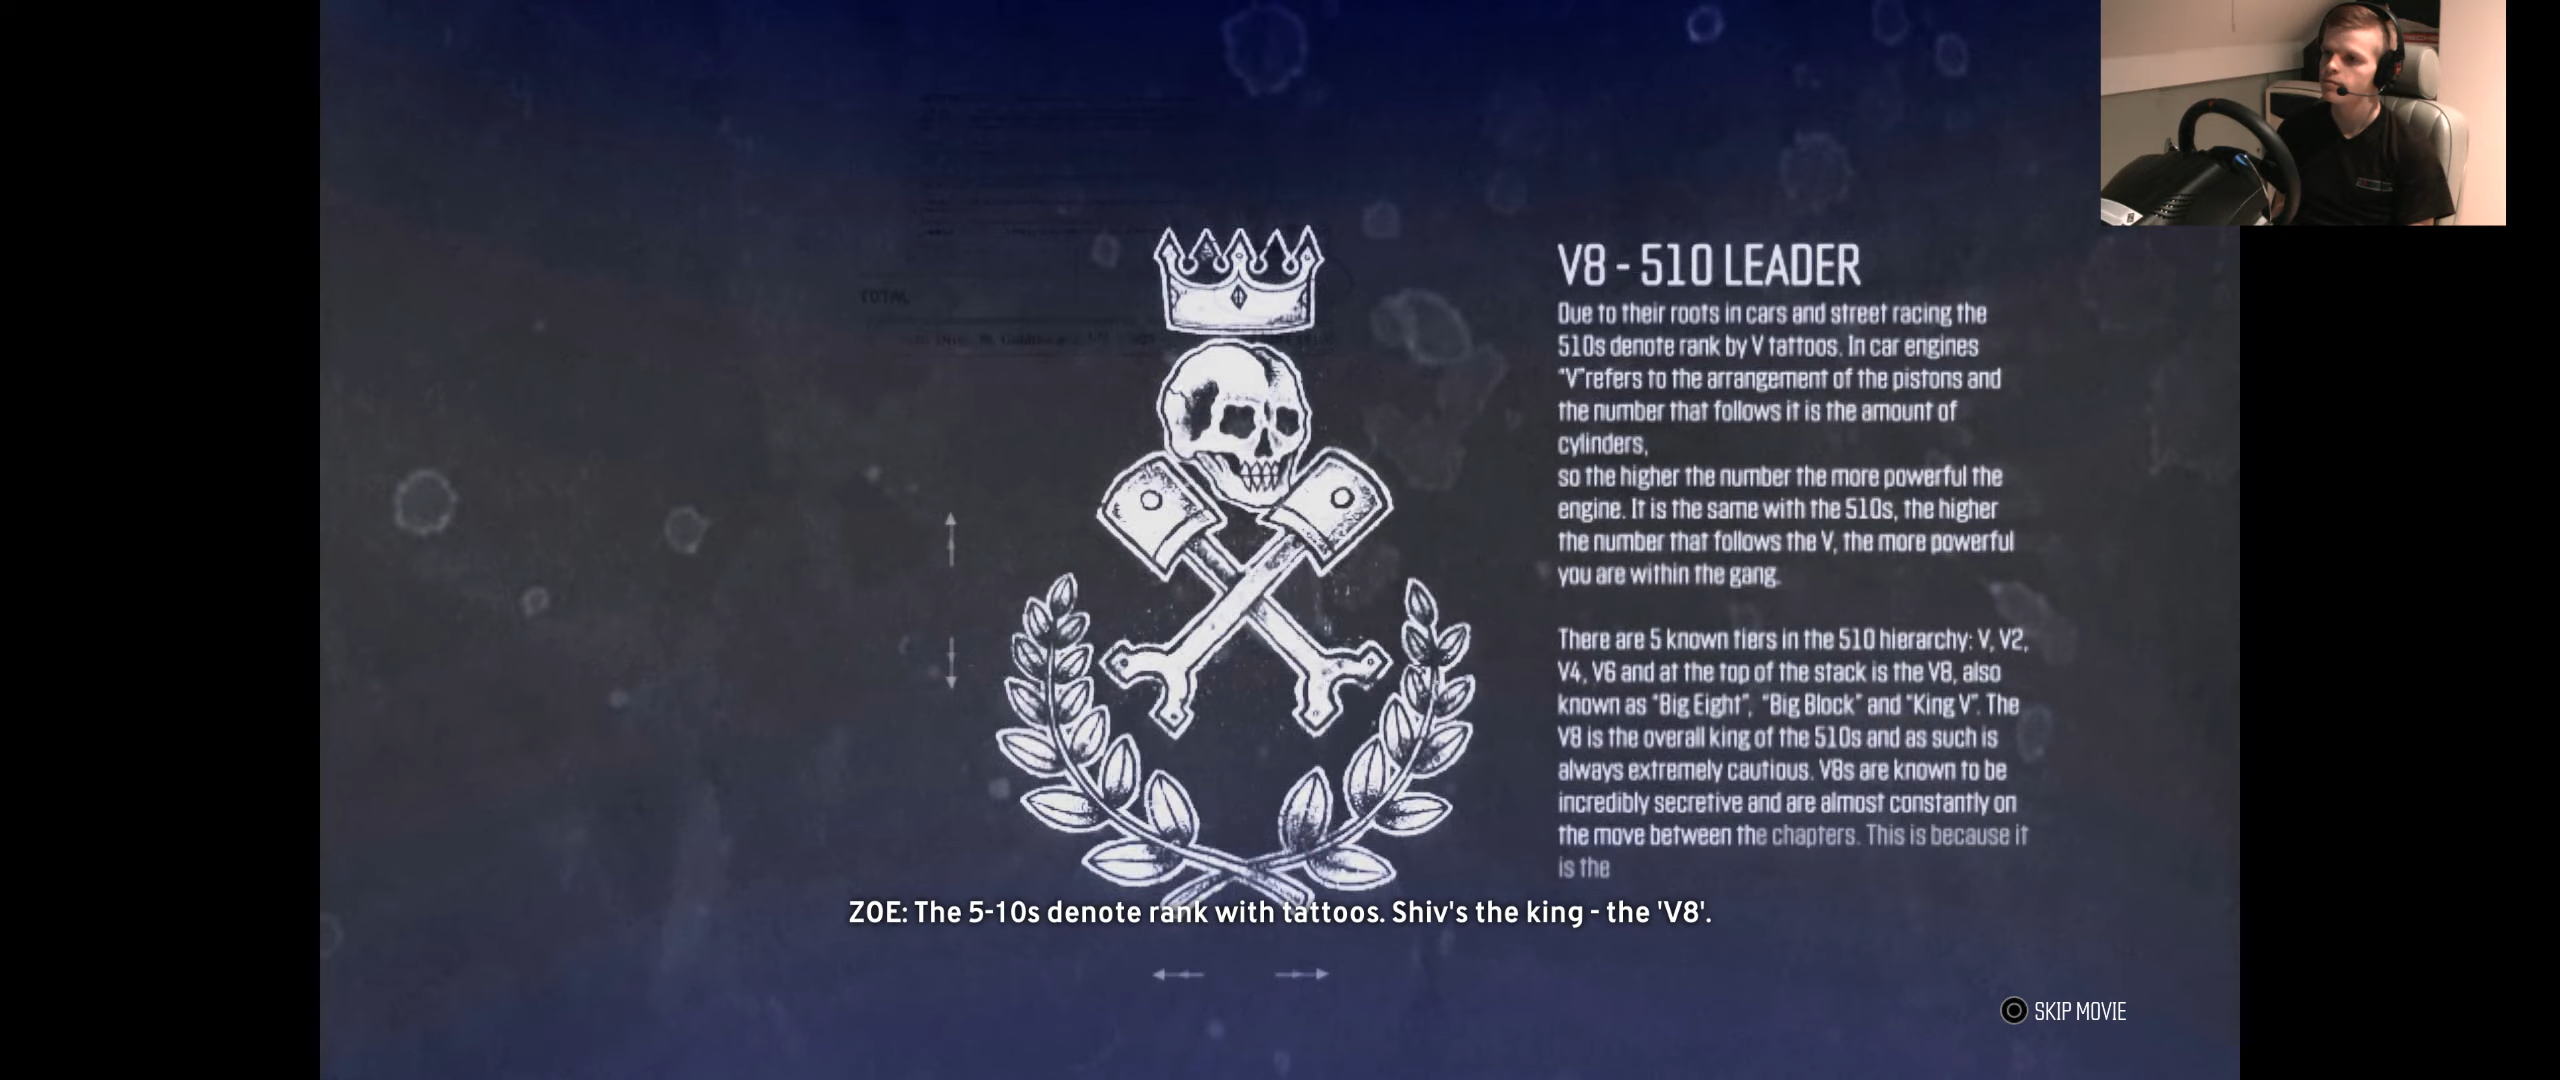 V8 - 510 LEADER
Due to their roots in cars and street racing the
510s denote rank by V tattoos. In car engines
"V"refers to the arrangement of the pistons and
the number that follows it is the amount of
cylinders,
so the higher the number the more powerful the
engine. It is the same with the 510s, the higher
the number that follows the V, the more powerful
you are within the gang.
There are 5 known tiers in the 510 hierarchy: V, V2,
V4, V6 and at the top of the stack is the V8, also
known as "Big Eight", "Big Block" and "King V". The
V8 is the overall king of the 510s and as such is
always extremely cautious. V8s are known to be
incredibly secretive and are almost constantly on
the move between the chapters. This is because it
is the
TOTAL
ZOE: The 5-10s denote rank with tattoos. Shiv's the king - the 'V8'.
SKIP MOVIE